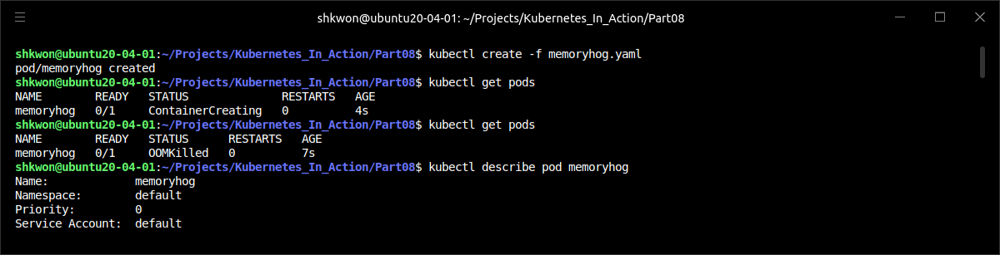 shkwon@ubuntu20-04-01: ~/Projects/Kubernetes_In_Action/Part08
shkwon@ubuntu20-04-01:~/Projects/Kubernetes_In_Action/Part08$ kubectl create -f memoryhog.yaml
pod/memoryhog created
shkwon@ubuntu20-04-01:~/Projects/Kubernetes_In_Action/Part08$ kubectl get pods
NAME        READY   STATUS              RESTARTS   AGE
memoryhog   0/1     ContainerCreating   0          4s
shkwon@ubuntu20-04-01:~/Projects/Kubernetes_In_Action/Part08$ kubectl get pods
NAME        READY   STATUS      RESTARTS   AGE
memoryhog   0/1     OOMKilled   0          7s
shkwon@ubuntu20-04-01:~/Projects/Kubernetes_In_Action/Part08$ kubectl describe pod memoryhog
Name:             memoryhog
Namespace:        default
Priority:         0
Service Account:  default